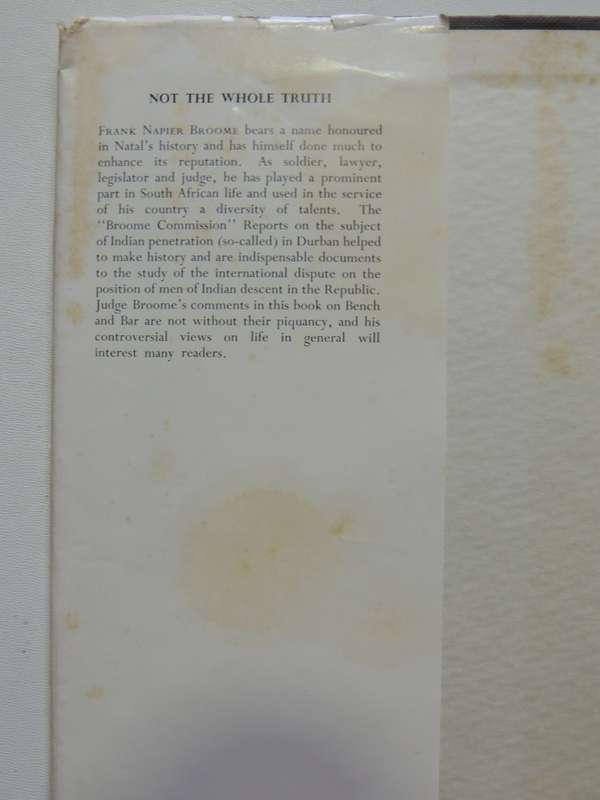 NOT THE WHOLE TRUTH
FRANK NAPIER BROOME bears a name honoured
in Natal's history and has himself done much to
enhance its reputation. As soldier, lawyer,
legislator and judge, he has played a prominent
part in South African life and used in the service
of his country a diversity of talents. The
"Broome Commission" Reports on the subject
of Indian penetration (so-called) in Durban helped
to make history and are indispensable documents
to the study of the international dispute on the
position of men of Indian descent in the Republic.
Judge Broome's comments in this book on Bench
and Bar are not without their piquancy, and his
controversial views on life in general will
interest many readers.